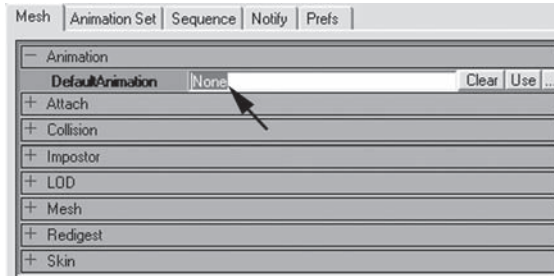 Mesh Animation Set Sequence Notify Prefs
− Animation
DefaultAnimation None Clear Use ...
+ Attach
+ Collision
+ Impostor
+ LOD
+ Mesh
+ Redigest
+ Skin